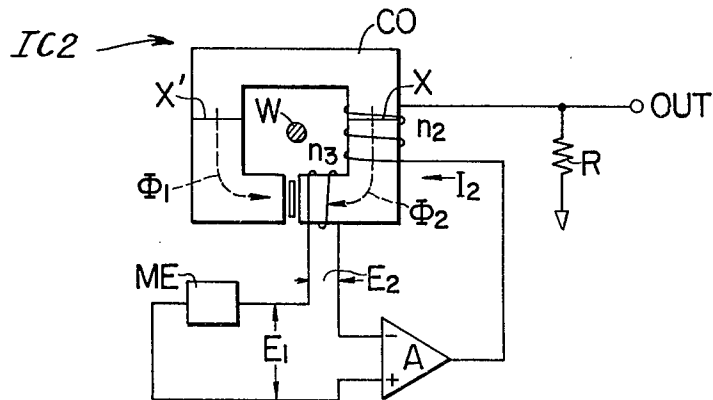 CO
IC2
X'
X
W
OUT
n2
n3
R
Φ1
I2
Φ2
ME
E2
E1
A
-
+